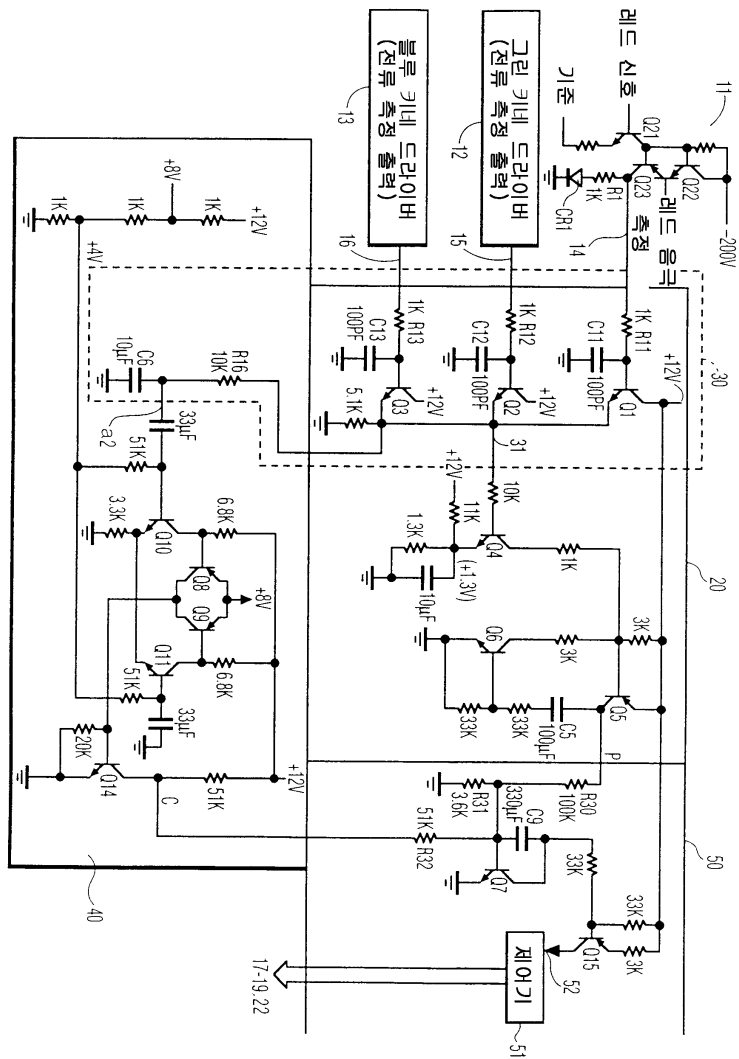 11
레드 신호
기준
Q21
Q22
Q23
-200V
R1
1K
CR1
레드 음극
측정
14
12
그린 키네 드라이버
(전류 측정 출력)
15
13
블루 키네 드라이버
(전류 측정 출력)
16
30
+12V
1K R11
C11
100PF
Q1
1K R12
C12
100PF
+12V
Q2
1K R13
C13
100PF
+12V
Q3
5.1K
31
R16
10K
C6
10μF
a2
20
10K
Q4
+12V
11K
1.3K
(+1.3V)
10μF
1K
3K
3K
Q5
Q6
33K
33K
C5
100μF
P
50
R30
100K
R31
3.6K
C9
330μF
51K
R32
Q7
33K
33K
3K
Q15
52
제어기
51
17-19.22
40
+12V
1K
+8V
1K
+4V
1K
33μF
51K
3.3K
Q10
6.8K
Q8
+8V
Q9
Q11
6.8K
51K
33μF
20K
Q14
51K
+12V
C